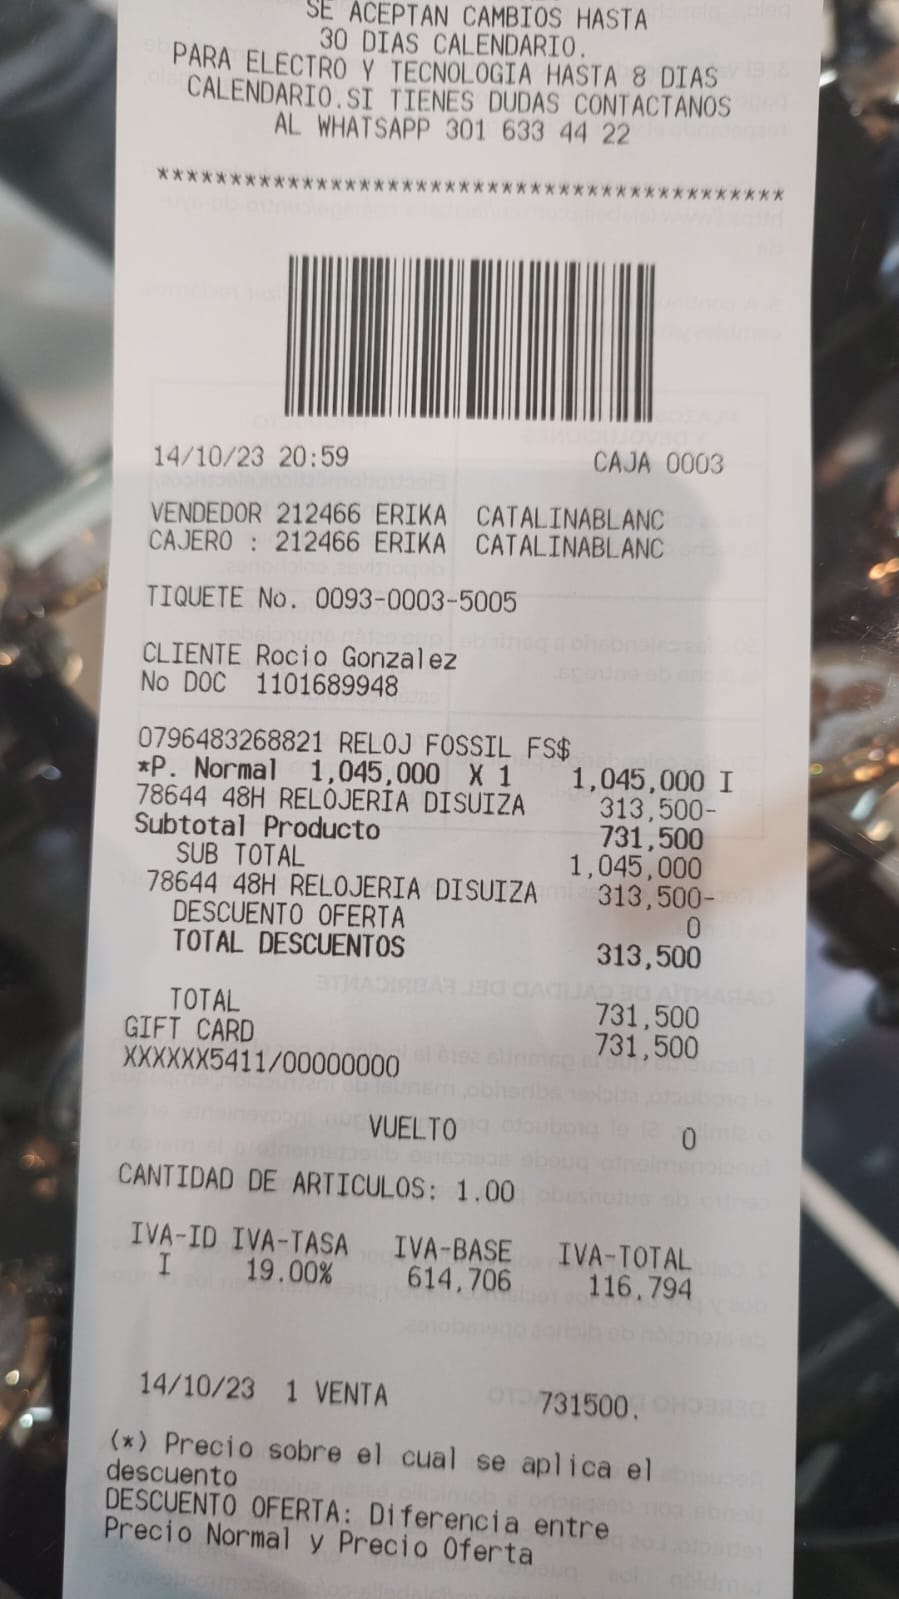 SE ACEPTAN CAMBIOS HASTA
30 DIAS CALENDARIO.
PARA ELECTRO Y TECNOLOGIA HASTA 8 DIAS
CALENDARIO.SI TIENES DUDAS CONTACTANOS
AL WHATSAPP 301 633 44 22
*******************************************
14/10/23 20:59 CAJA 0003
VENDEDOR 212466 ERIKA CATALINABLANC
CAJERO : 212466 ERIKA CATALINABLANC
TIQUETE No. 0093-0003-5005
CLIENTE Rocio Gonzalez
No DOC 1101689948
0796483268821 RELOJ FOSSIL FS$
*P. Normal 1,045,000 X 1 1,045,000 I
78644 48H RELOJERIA DISUIZA 313,500-
Subtotal Producto 731,500
SUB TOTAL 1,045,000
78644 48H RELOJERIA DISUIZA 313,500-
DESCUENTO OFERTA 0
TOTAL DESCUENTOS 313,500
TOTAL 731,500
GIFT CARD 731,500
XXXXXX5411/00000000
VUELTO 0
CANTIDAD DE ARTICULOS: 1.00
IVA-ID IVA-TASA IVA-BASE IVA-TOTAL
I 19.00% 614,706 116,794
14/10/23 1 VENTA 731500.
(*) Precio sobre el cual se aplica el
descuento
DESCUENTO OFERTA: Diferencia entre
Precio Normal y Precio Oferta